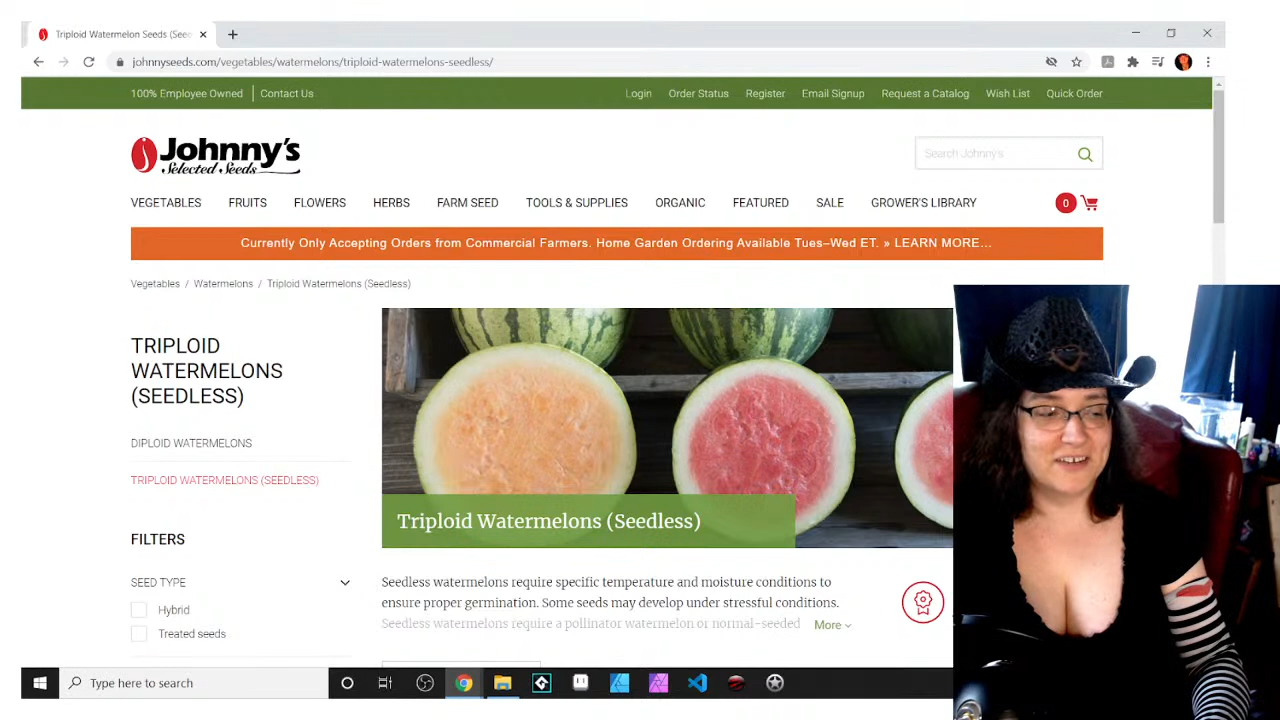 Triploid Watermelon Seeds (See
johnnyseeds.com/vegetables/watermelons/triploid-watermelons-seedless/
100% Employee Owned Contact Us Login Order Status Register Email Signup Request a Catalog Wish List Quick Order
Johnny's
Selected Seeds
Search Johnny's
VEGETABLES FRUITS FLOWERS HERBS FARM SEED TOOLS & SUPPLIES ORGANIC FEATURED SALE GROWER'S LIBRARY 0
Currently Only Accepting Orders from Commercial Farmers. Home Garden Ordering Available Tues–Wed ET. » LEARN MORE...
Vegetables / Watermelons / Triploid Watermelons (Seedless)
TRIPLOID
WATERMELONS
(SEEDLESS)
DIPLOID WATERMELONS
TRIPLOID WATERMELONS (SEEDLESS)
FILTERS
SEED TYPE
Hybrid
Treated seeds
Triploid Watermelons (Seedless)
Seedless watermelons require specific temperature and moisture conditions to
ensure proper germination. Some seeds may develop under stressful conditions.
Seedless watermelons require a pollinator watermelon or normal-seeded More
Type here to search